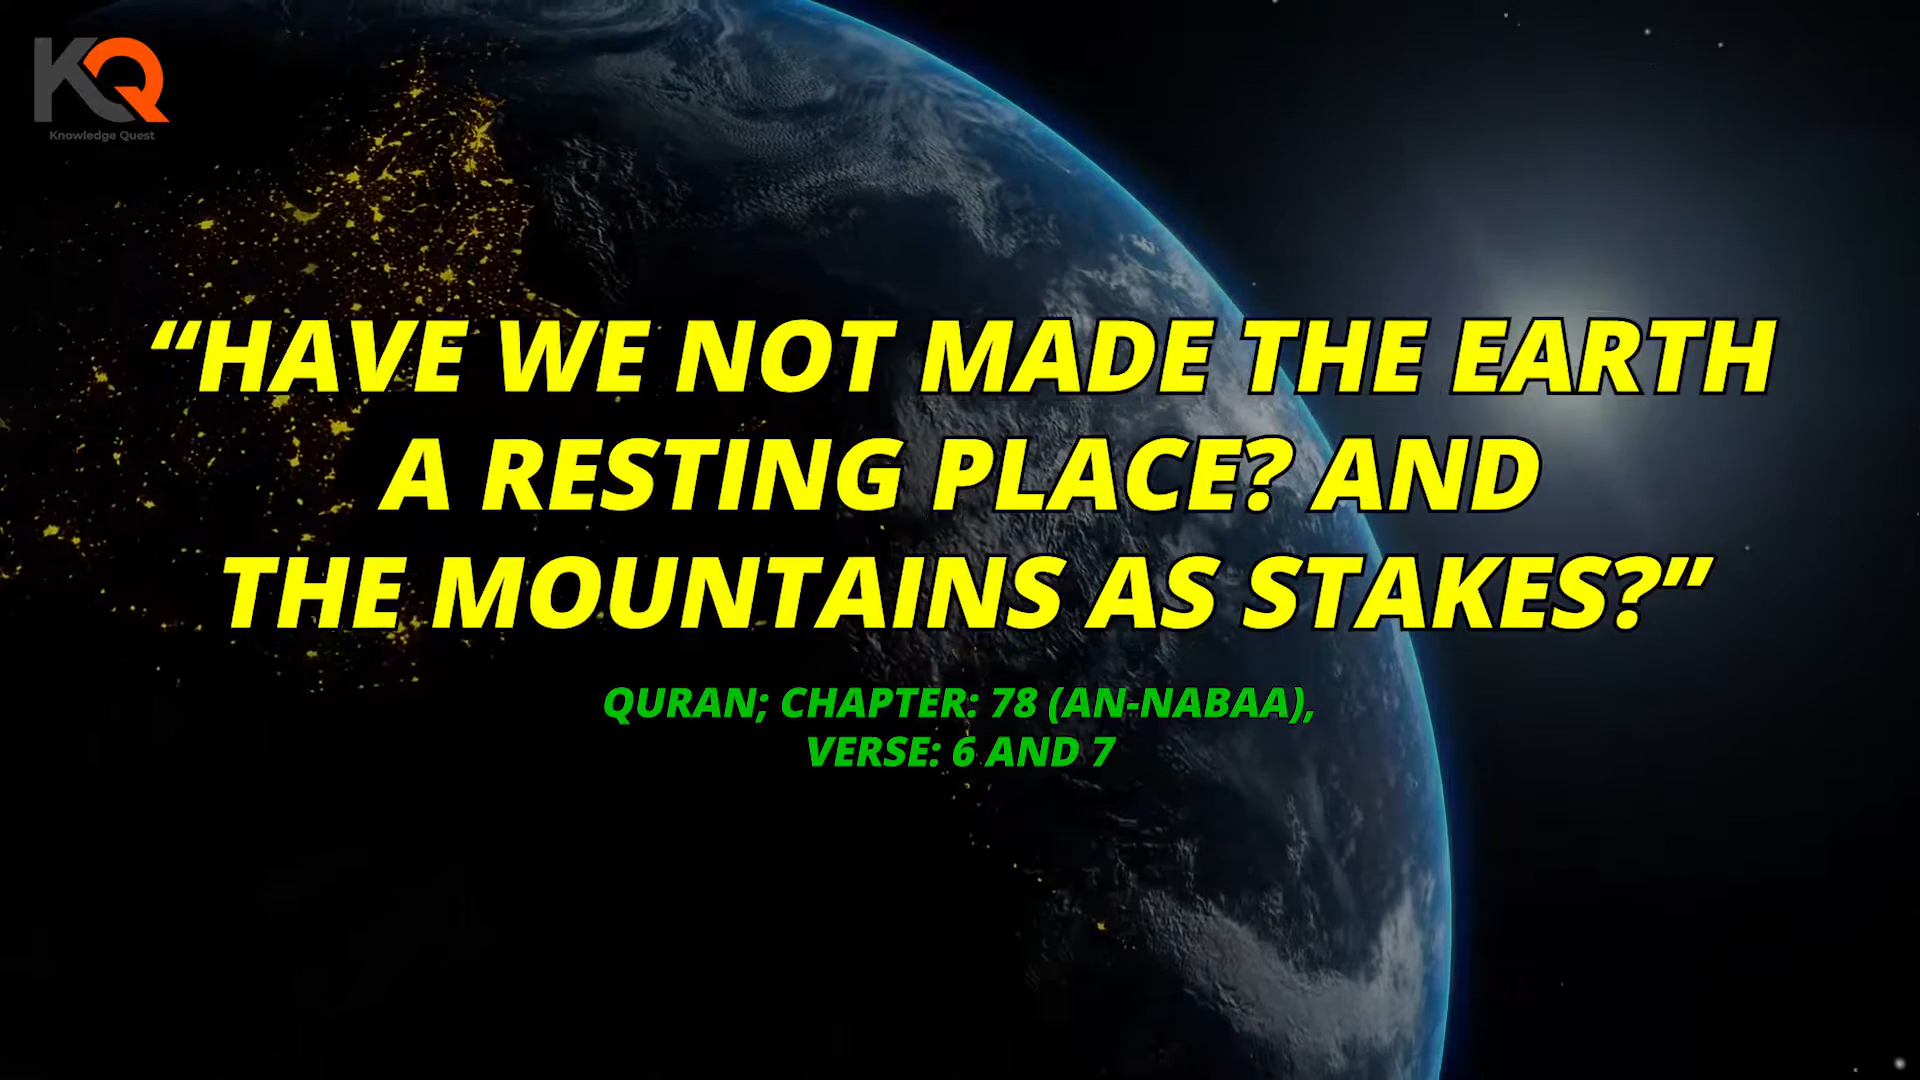 KQ
Knowledge Quest
“HAVE WE NOT MADE THE EARTH
A RESTING PLACE? AND
THE MOUNTAINS AS STAKES?”
QURAN; CHAPTER: 78 (AN-NABAA),
VERSE: 6 AND 7